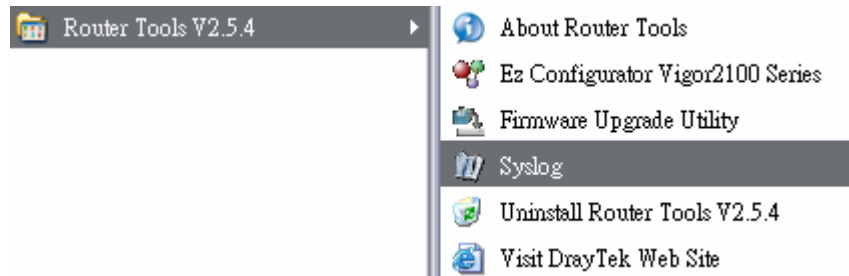 Router Tools V2.5.4
About Router Tools
Ez Configurator Vigor2100 Series
Firmware Upgrade Utility
Syslog
Uninstall Router Tools V2.5.4
Visit DrayTek Web Site